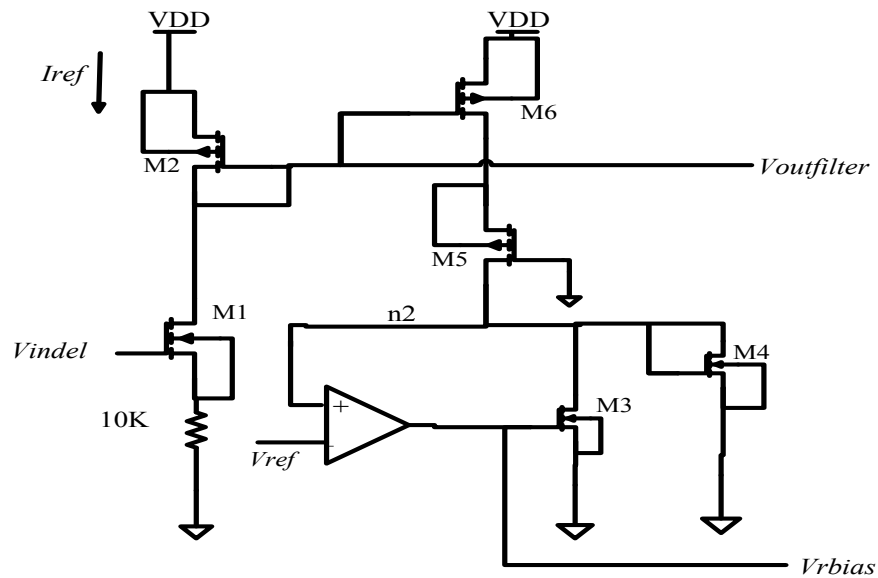 VDD
VDD
Iref
M6
M2
Voutfilter
M5
M1
n2
Vindel
M4
M3
10K
+
Vref
-
Vrbias